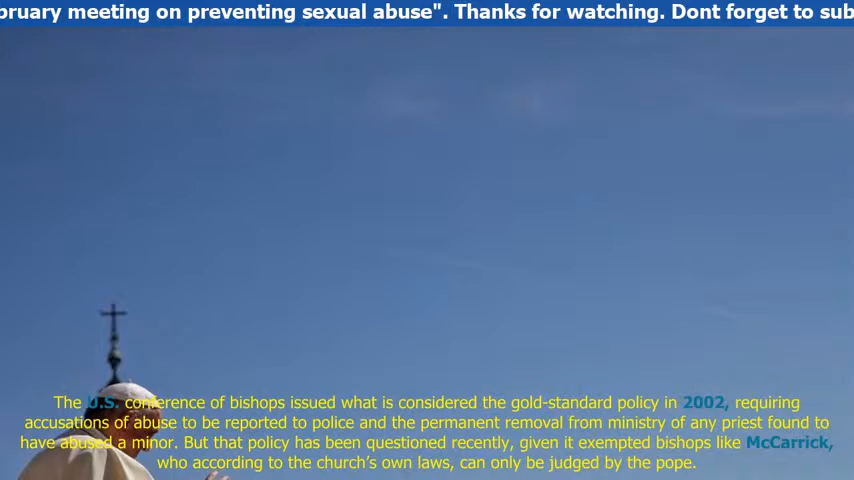 bruary meeting on preventing sexual abuse". Thanks for watching. Dont forget to sub
The U.S. conference of bishops issued what is considered the gold-standard policy in 2002, requiring
accusations of abuse to be reported to police and the permanent removal from ministry of any priest found to
have abused a minor. But that policy has been questioned recently, given it exempted bishops like McCarrick,
who according to the church’s own laws, can only be judged by the pope.